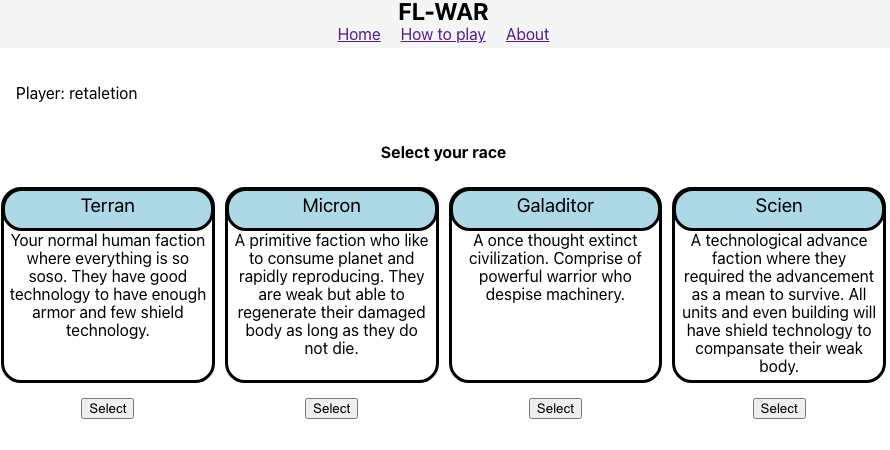 FL-WAR
Home How to play About
Player: retaletion
Select your race
Terran
Your normal human faction
where everything is so
soso. They have good
technology to have enough
armor and few shield
technology.
Select
Micron
A primitive faction who like
to consume planet and
rapidly reproducing. They
are weak but able to
regenerate their damaged
body as long as they do
not die.
Select
Galaditor
A once thought extinct
civilization. Comprise of
powerful warrior who
despise machinery.
Select
Scien
A technological advance
faction where they
required the advancement
as a mean to survive. All
units and even building will
have shield technology to
compansate their weak
body.
Select